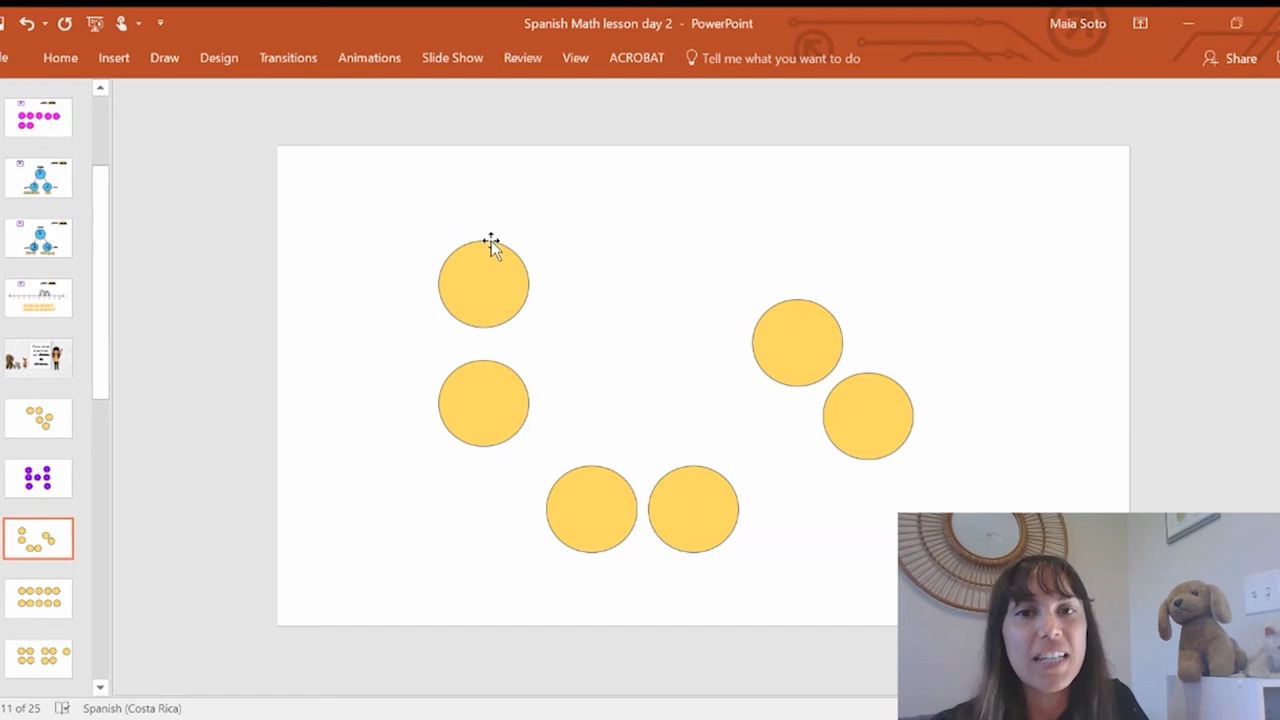 Spanish Math lesson day 2 - PowerPoint
Maia Soto
Home Insert Draw Design Transitions Animations Slide Show Review View ACROBAT Tell me what you want to do Share
11 of 25 Spanish (Costa Rica)